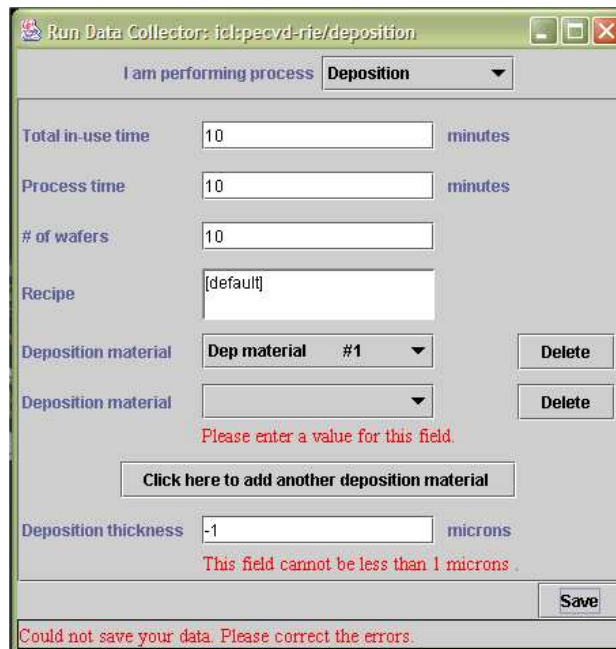 Run Data Collector: icl:pecvd-rie/deposition
I am performing process Deposition
Total in-use time 10 minutes
Process time 10 minutes
# of wafers 10
Recipe [default]
Deposition material Dep material #1 Delete
Deposition material Delete
Please enter a value for this field.
Click here to add another deposition material
Deposition thickness -1 microns
This field cannot be less than 1 microns .
Save
Could not save your data. Please correct the errors.